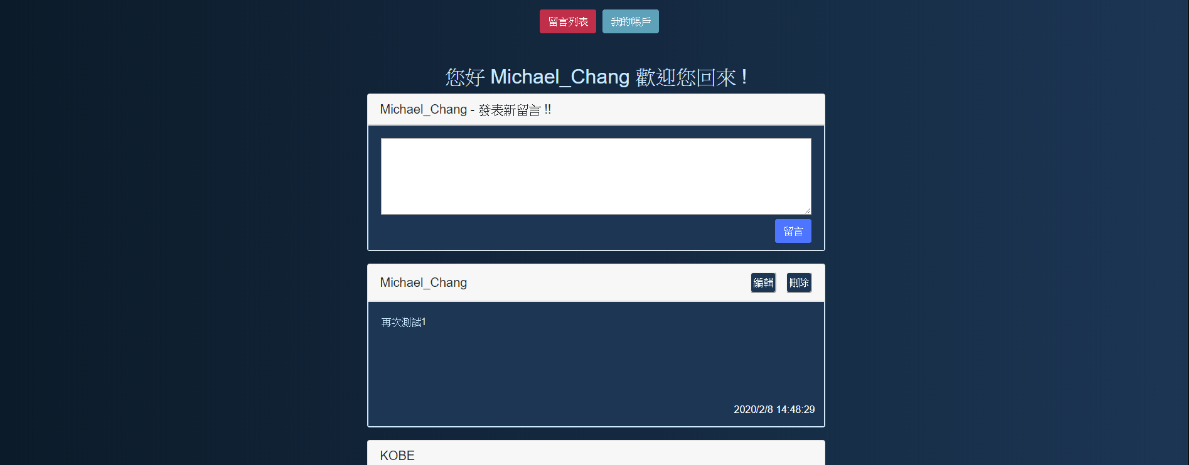 留言列表 我的帳戶
您好 Michael_Chang 歡迎您回來 !
Michael_Chang - 發表新留言 !!
留言
Michael_Chang 編輯 刪除
再次測試1
2020/2/8 14:48:29
KOBE